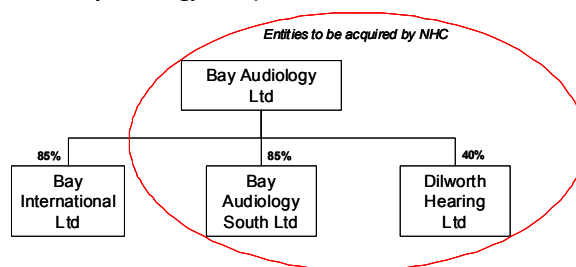 Entities to be acquired by NHC
Bay Audiology
Ltd
85%
85%
40%
Bay
International
Ltd
Bay
Audiology
South Ltd
Dilworth
Hearing
Ltd